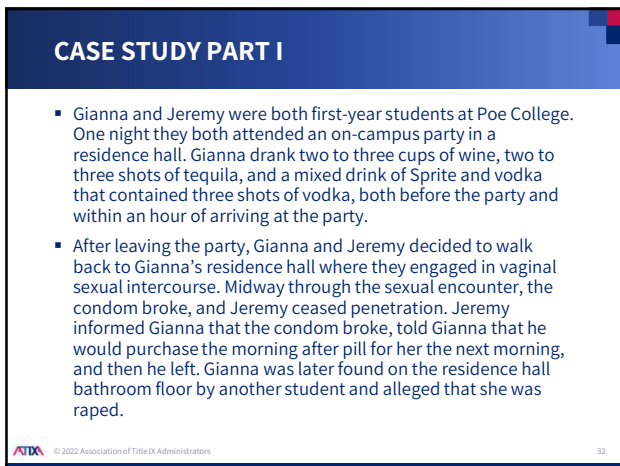 CASE STUDY PART I
▪ Gianna and Jeremy were both first-year students at Poe College.
One night they both attended an on-campus party in a
residence hall. Gianna drank two to three cups of wine, two to
three shots of tequila, and a mixed drink of Sprite and vodka
that contained three shots of vodka, both before the party and
within an hour of arriving at the party.
▪ After leaving the party, Gianna and Jeremy decided to walk
back to Gianna’s residence hall where they engaged in vaginal
sexual intercourse. Midway through the sexual encounter, the
condom broke, and Jeremy ceased penetration. Jeremy
informed Gianna that the condom broke, told Gianna that he
would purchase the morning after pill for her the next morning,
and then he left. Gianna was later found on the residence hall
bathroom floor by another student and alleged that she was
raped.
ATIXA © 2022 Association of Title IX Administrators 32